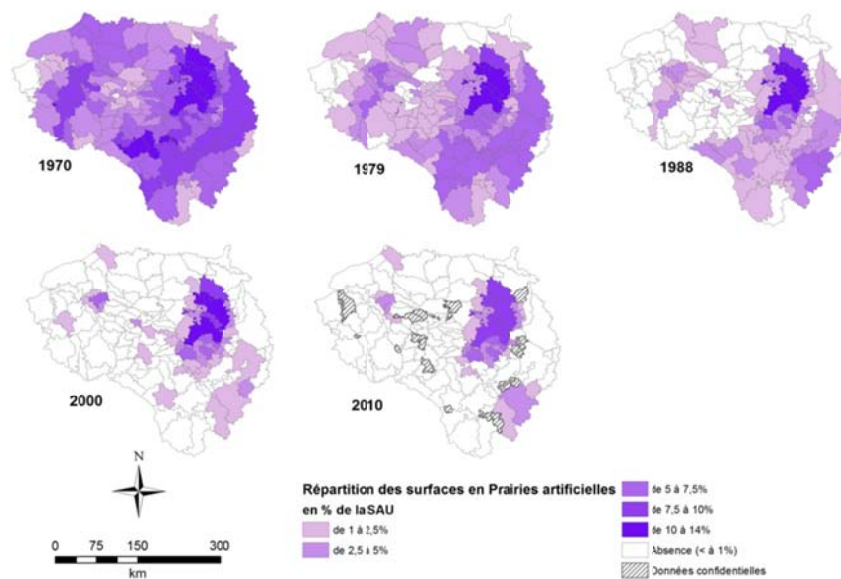 1970
1979
1988
2000
2010
N
0 40 75 150 225 300
km
Répartition des surfaces en Prairies artificielles
en % de laSAU
de 1 à 2,5%
de 2,5 à 5%
de 5 à 7,5%
de 7,5 à 10%
de 10 à 14%
Absence (< à 1%)
Données confidentielles